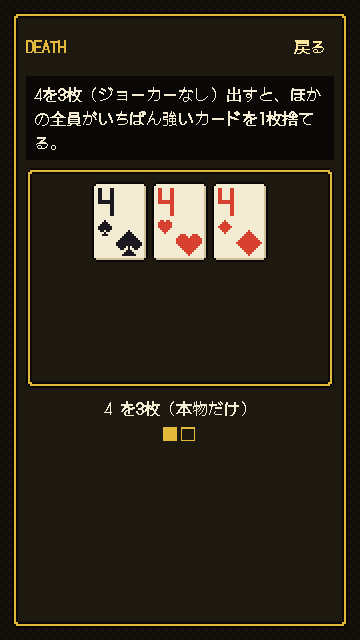 DEATH
戻る
4を3枚（ジョーカーなし）出すと、ほか
の全員がいちばん強いカードを1枚捨て
る。
4 4 4
4 を3枚（本物だけ）